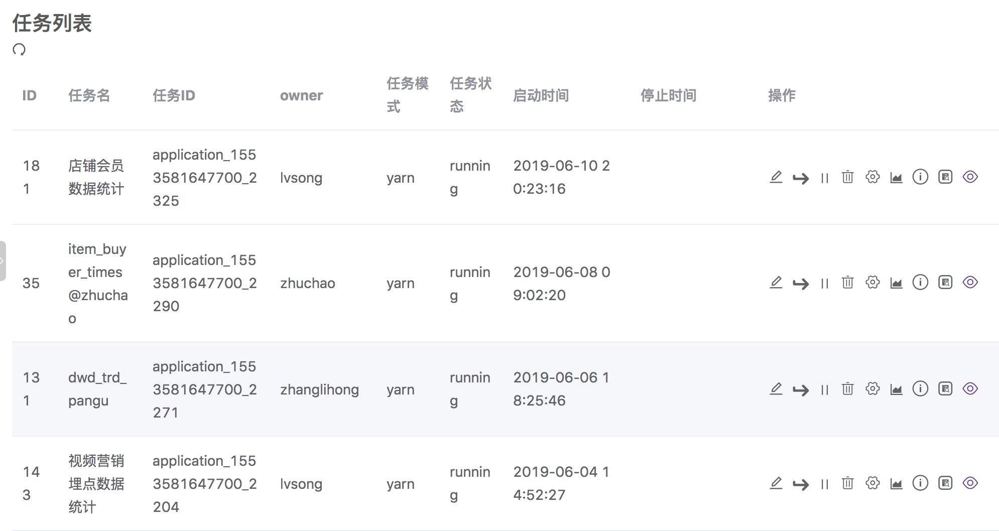 任务列表
ID 任务名 任务ID owner 任务模式 任务状态 启动时间 停止时间 操作
181 店铺会员数据统计 application_1553581647700_2325 lvsong yarn running 2019-06-10 20:23:16
35 item_buyer_times@zhuchao application_1553581647700_2290 zhuchao yarn running 2019-06-08 09:02:20
131 dwd_trd_pangu application_1553581647700_2271 zhanglihong yarn running 2019-06-06 18:25:46
143 视频营销埋点数据统计 application_1553581647700_2204 lvsong yarn running 2019-06-04 14:52:27